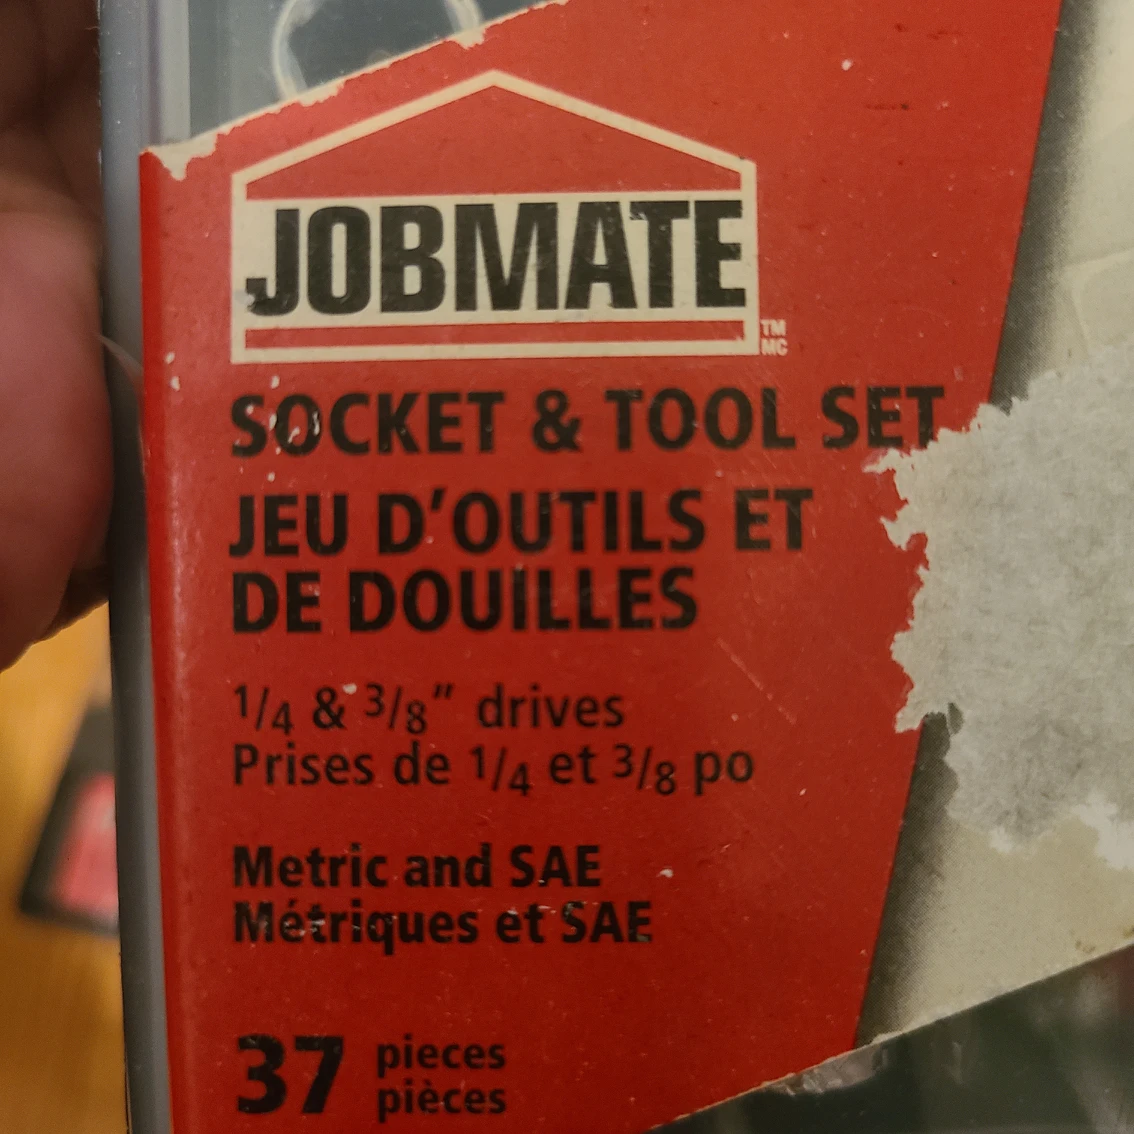 JOBMATE
TM
MC
SOCKET & TOOL SET
JEU D'OUTILS ET
DE DOUILLES
1/4 & 3/8" drives
Prises de 1/4 et 3/8 po
Metric and SAE
Métriques et SAE
37 pieces
pièces